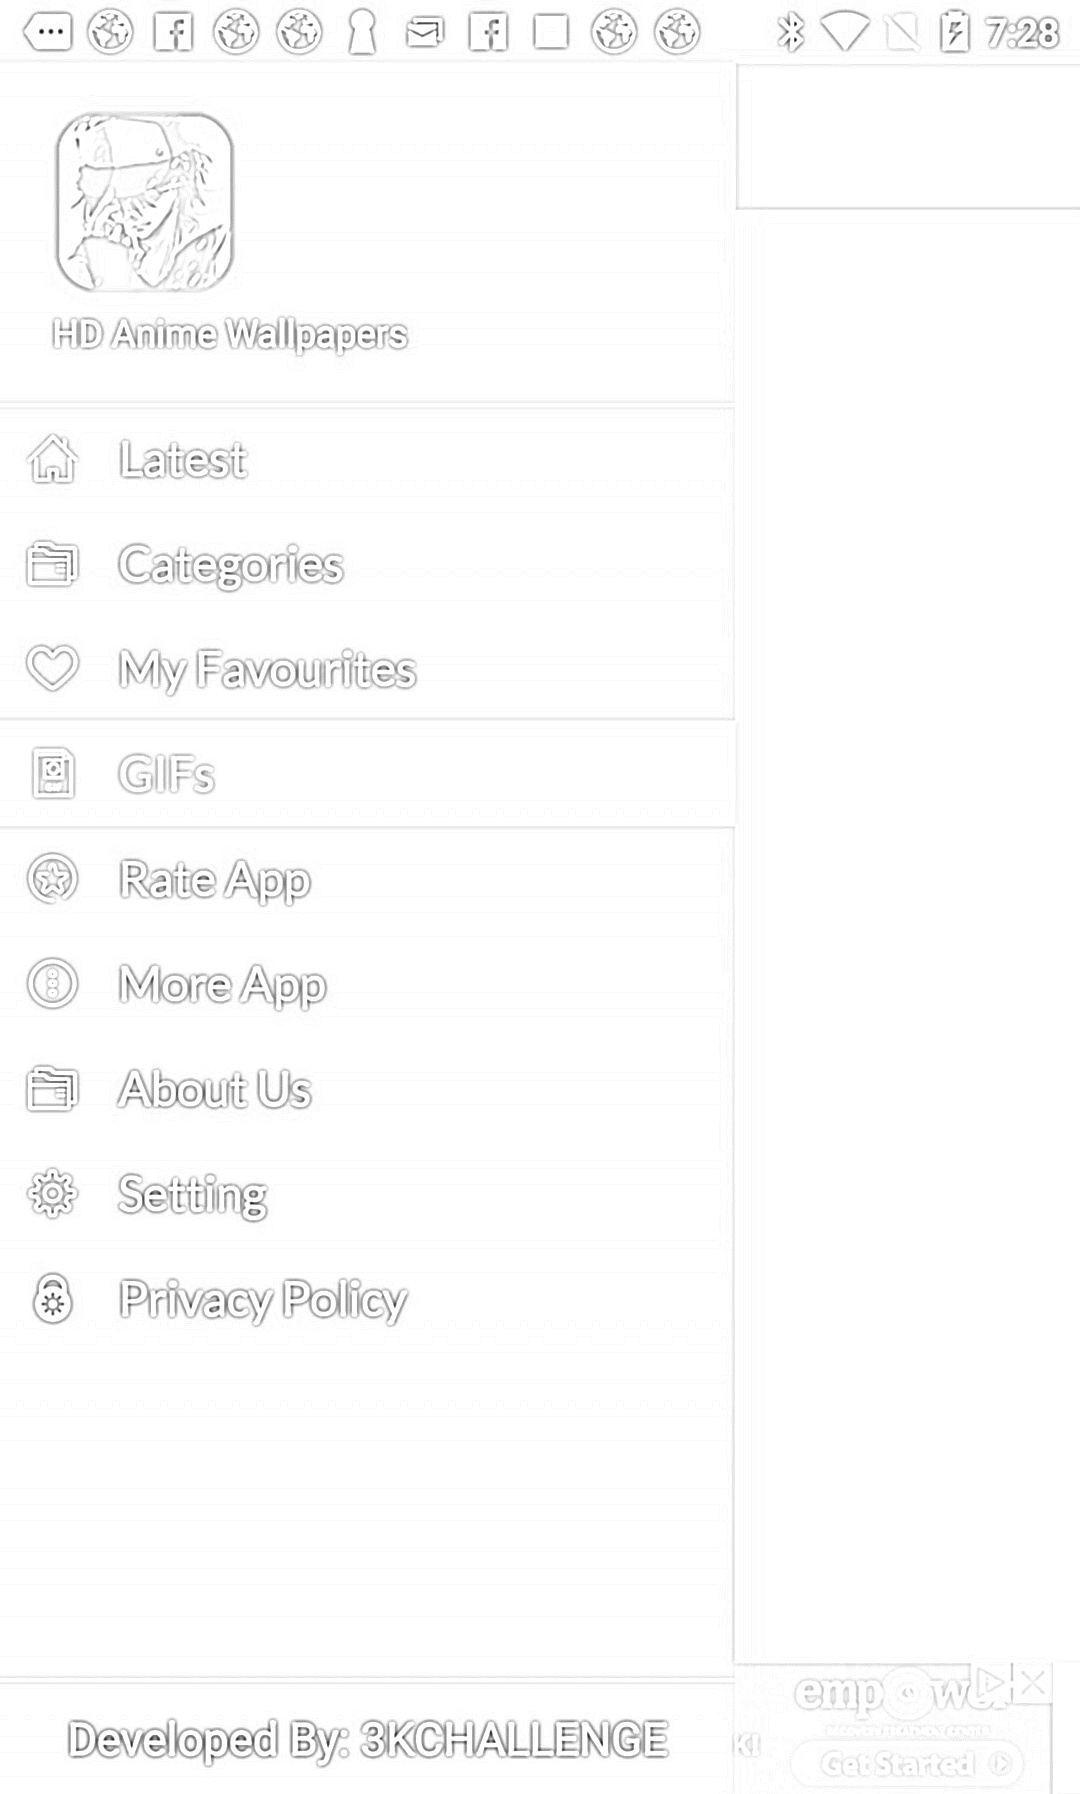 7:28
HD Anime Wallpapers
Latest
Categories
My Favourites
GIFs
Rate App
More App
About Us
Setting
Privacy Policy
Developed By: 3KCHALLENGE
K!
Get Started